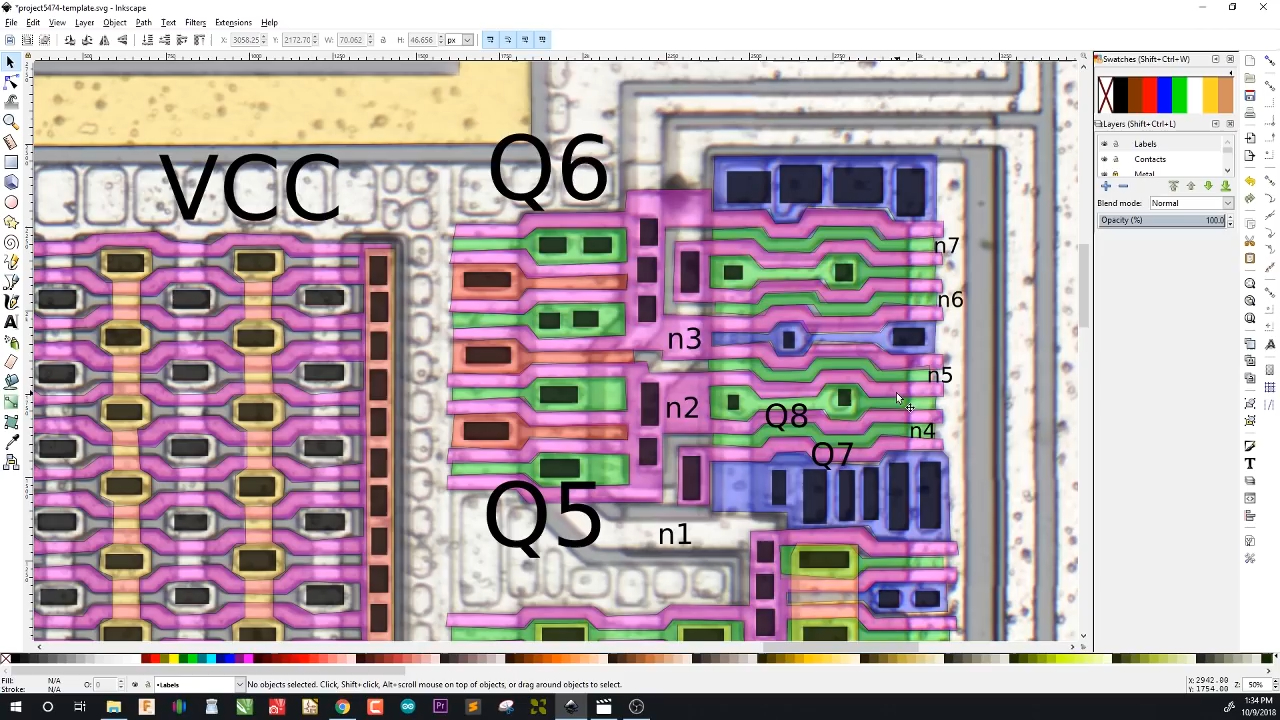 *project5474-template.svg - Inkscape
File Edit View Layer Object Path Text Filters Extensions Help
X: 3058.25 Y: 2172.70 W: 70.062 H: 46.656 px
Swatches (Shift+Ctrl+W)
Layers (Shift+Ctrl+L)
Labels
Contacts
Metal
Blend mode: Normal
Opacity (%) 100.0
VCC
Q6
n7
n6
n3
n5
n2
Q8
n4
Q7
Q5
n1
Fill: N/A
Stroke: N/A
O: 0
•Labels
No objects selected. Click, Shift+click, Alt+scroll mouse on top of objects, or drag around objects to select.
X: 2942.00
Y: 1754.00
Z: 50%
1:34 PM
10/9/2018